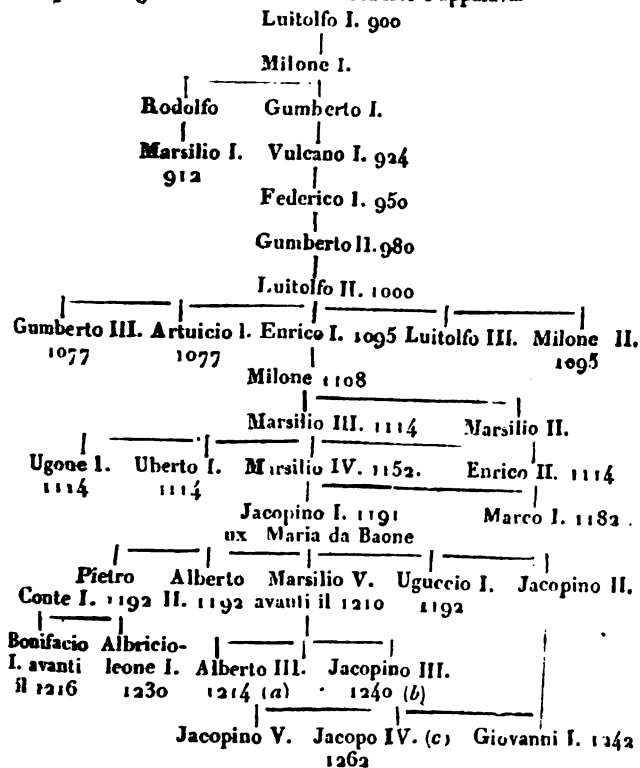 Luitolfo I. 900
Milone I.
Rodolfo Gumberto I.
Marsilio I. Vulcano I. 924
912
Federico I. 950
Gumberto II. 980
Luitolfo II. 1000
Gumberto III. Artuicio I. Enrico I. 1095 Luitolfo III. Milone II.
1077 1077 1095
Milone 1108
Marsilio III. 1114 Marsilio II.
Ugone I. Uberto I. Marsilio IV. 1152. Enrico II. 1114
1114 1114
Jacopino I. 1191 Marco I. 1182.
ux Maria da Baone
Pietro Alberto Marsilio V. Uguccio I. Jacopino II.
Conte I. 1192 II. 1192 avanti il 1210 1192
Bonifacio Albricio-
I. avanti leone I. Alberto III. Jacopino III.
il 1216 1230 1214 (a) 1240 (b)
Jacopino V. Jacopo IV. (c) Giovanni I. 1242
1262